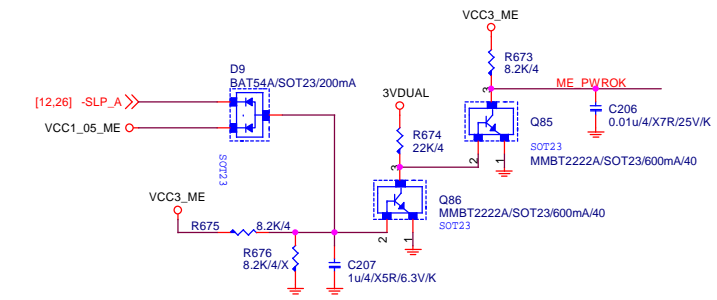 VCC3_ME
R673
8.2K/4
ME_PWROK
3
D9
BAT54A/SOT23/200mA
[12,26] -SLP_A
VCC1_05_ME
SOT23
3VDUAL
R674
22K/4
Q85
SOT23
MMBT2222A/SOT23/600mA/40
2
1
C206
0.01u/4/X7R/25V/K
3
Q86
MMBT2222A/SOT23/600mA/40
SOT23
2
1
VCC3_ME
R675
8.2K/4
R676
8.2K/4/X
C207
1u/4/X5R/6.3V/K